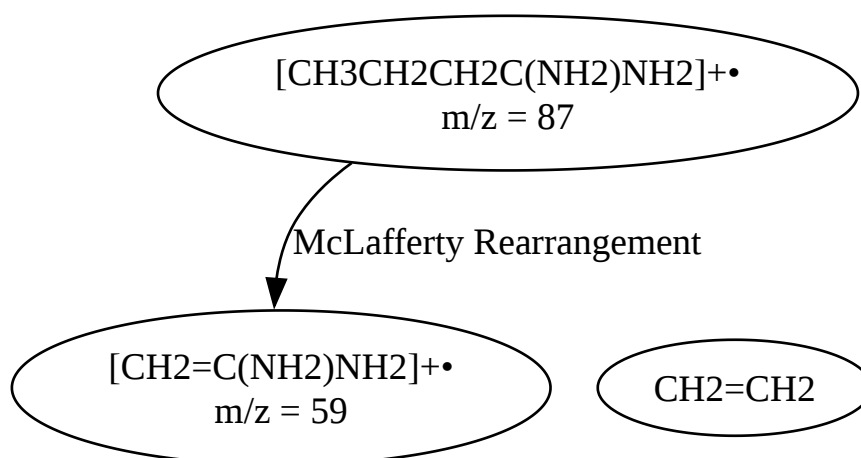 [CH3CH2CH2C(NH2)NH2]+•
m/z = 87
McLafferty Rearrangement
[CH2=C(NH2)NH2]+•
m/z = 59
CH2=CH2